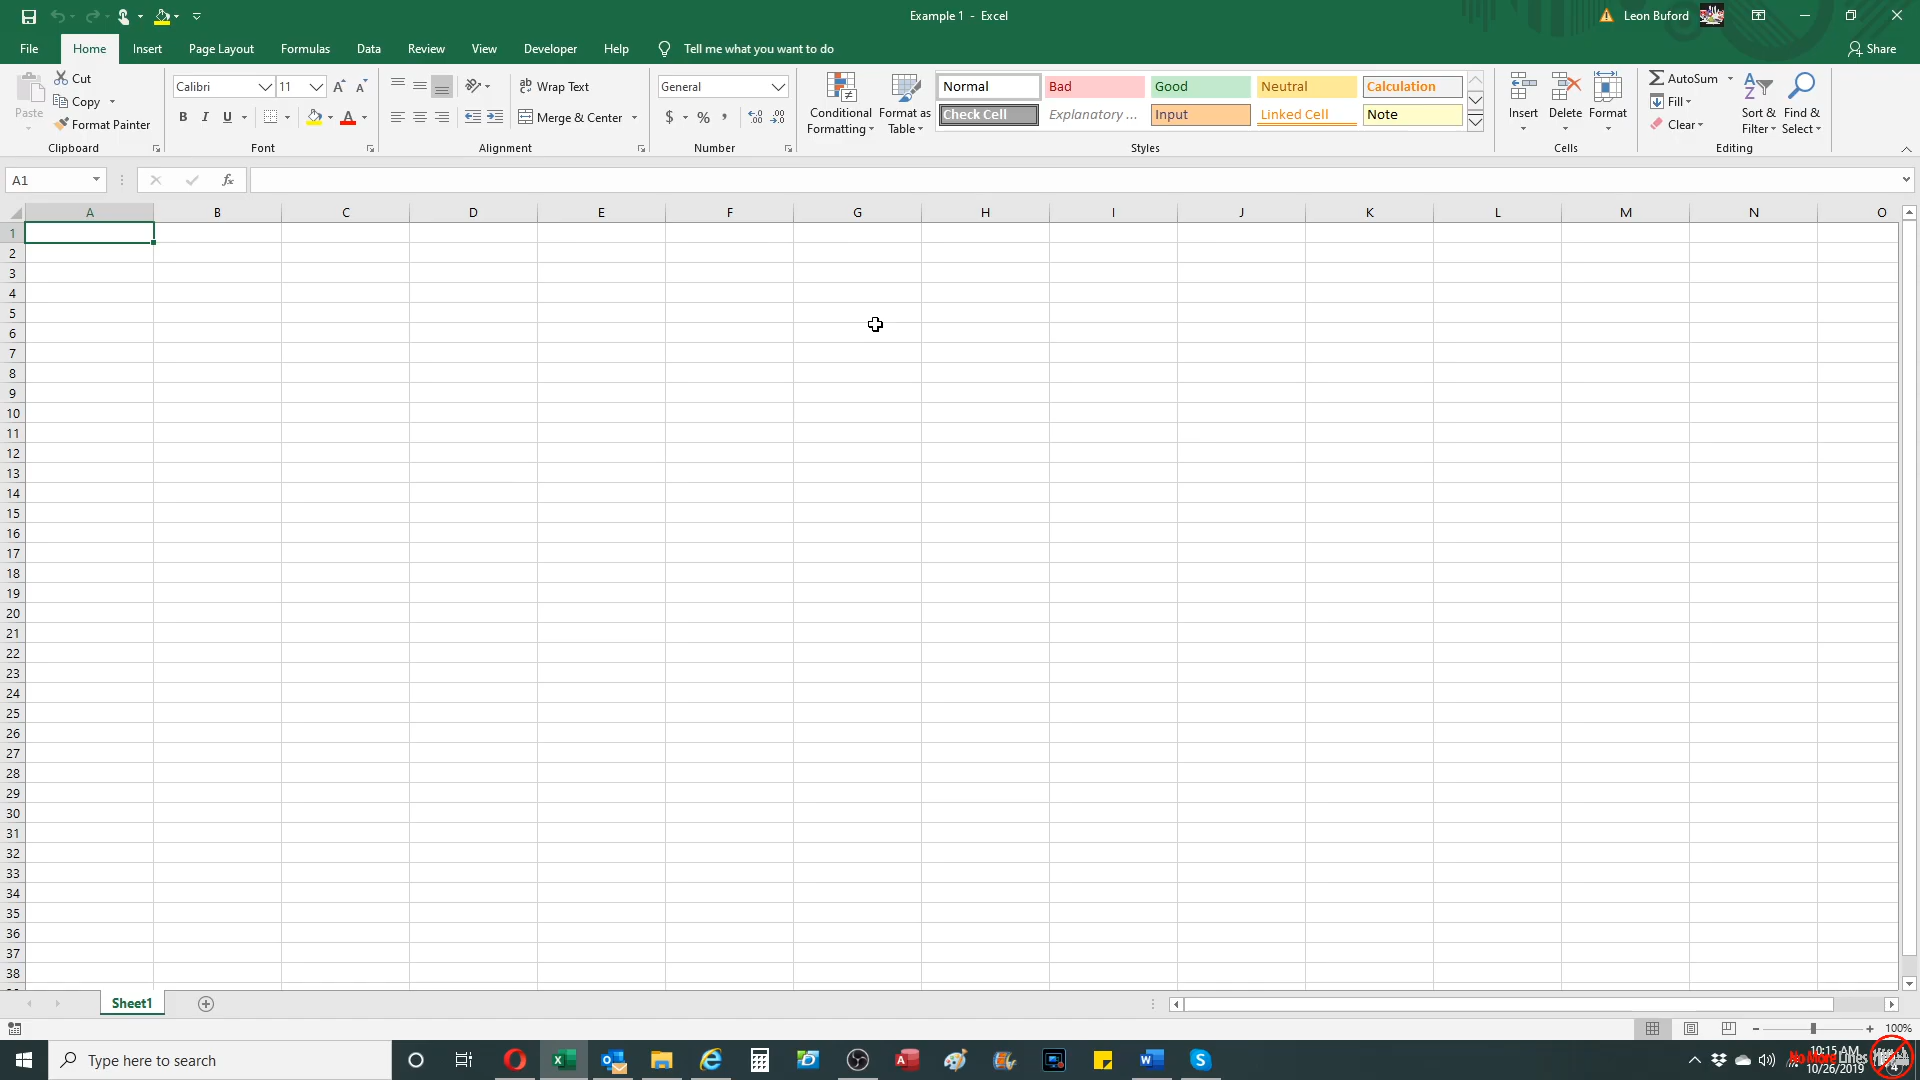 Example 1 - Excel
Leon Buford
File Home Insert Page Layout Formulas Data Review View Developer Help Tell me what you want to do Share
Paste
Cut
Copy
Format Painter
Clipboard
Calibri 11
B I U
A
Font
Wrap Text
Merge & Center
Alignment
General
$ % ,
Number
Conditional Formatting
Format as Table
Normal Bad Good Neutral Calculation
Check Cell Explanatory ... Input Linked Cell Note
Styles
Insert Delete Format
Cells
AutoSum
Fill
Clear
Sort & Filter
Find & Select
Editing
A1
fx
A B C D E F G H I J K L M N O
1
2
3
4
5
6
7
8
9
10
11
12
13
14
15
16
17
18
19
20
21
22
23
24
25
26
27
28
29
30
31
32
33
34
35
36
37
38
Sheet1
100%
Type here to search
10:15 AM
No More Lines
10/26/2019